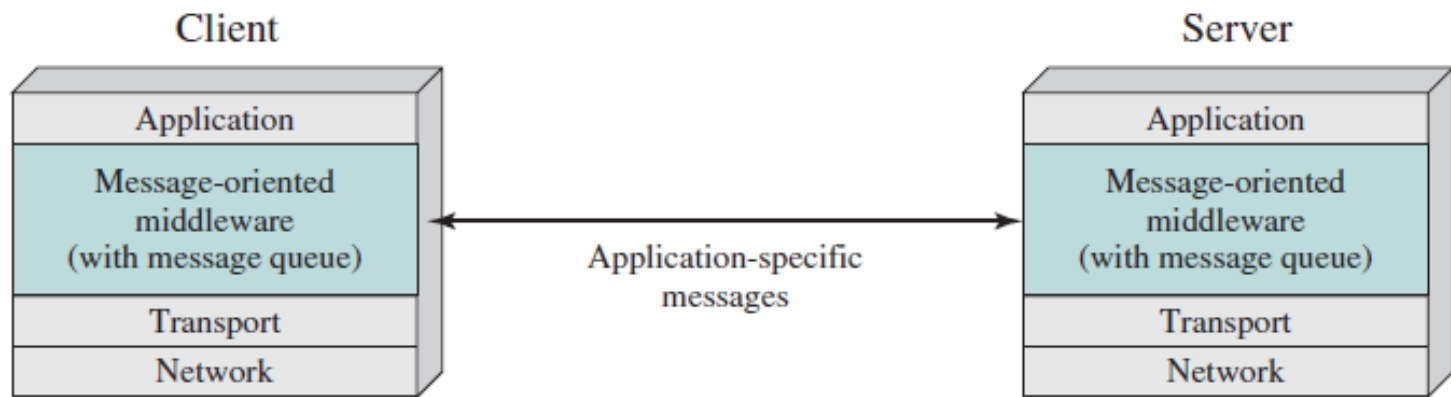 Client
Application
Message-oriented
middleware
(with message queue)
Transport
Network
Application-specific
messages
Server
Application
Message-oriented
middleware
(with message queue)
Transport
Network